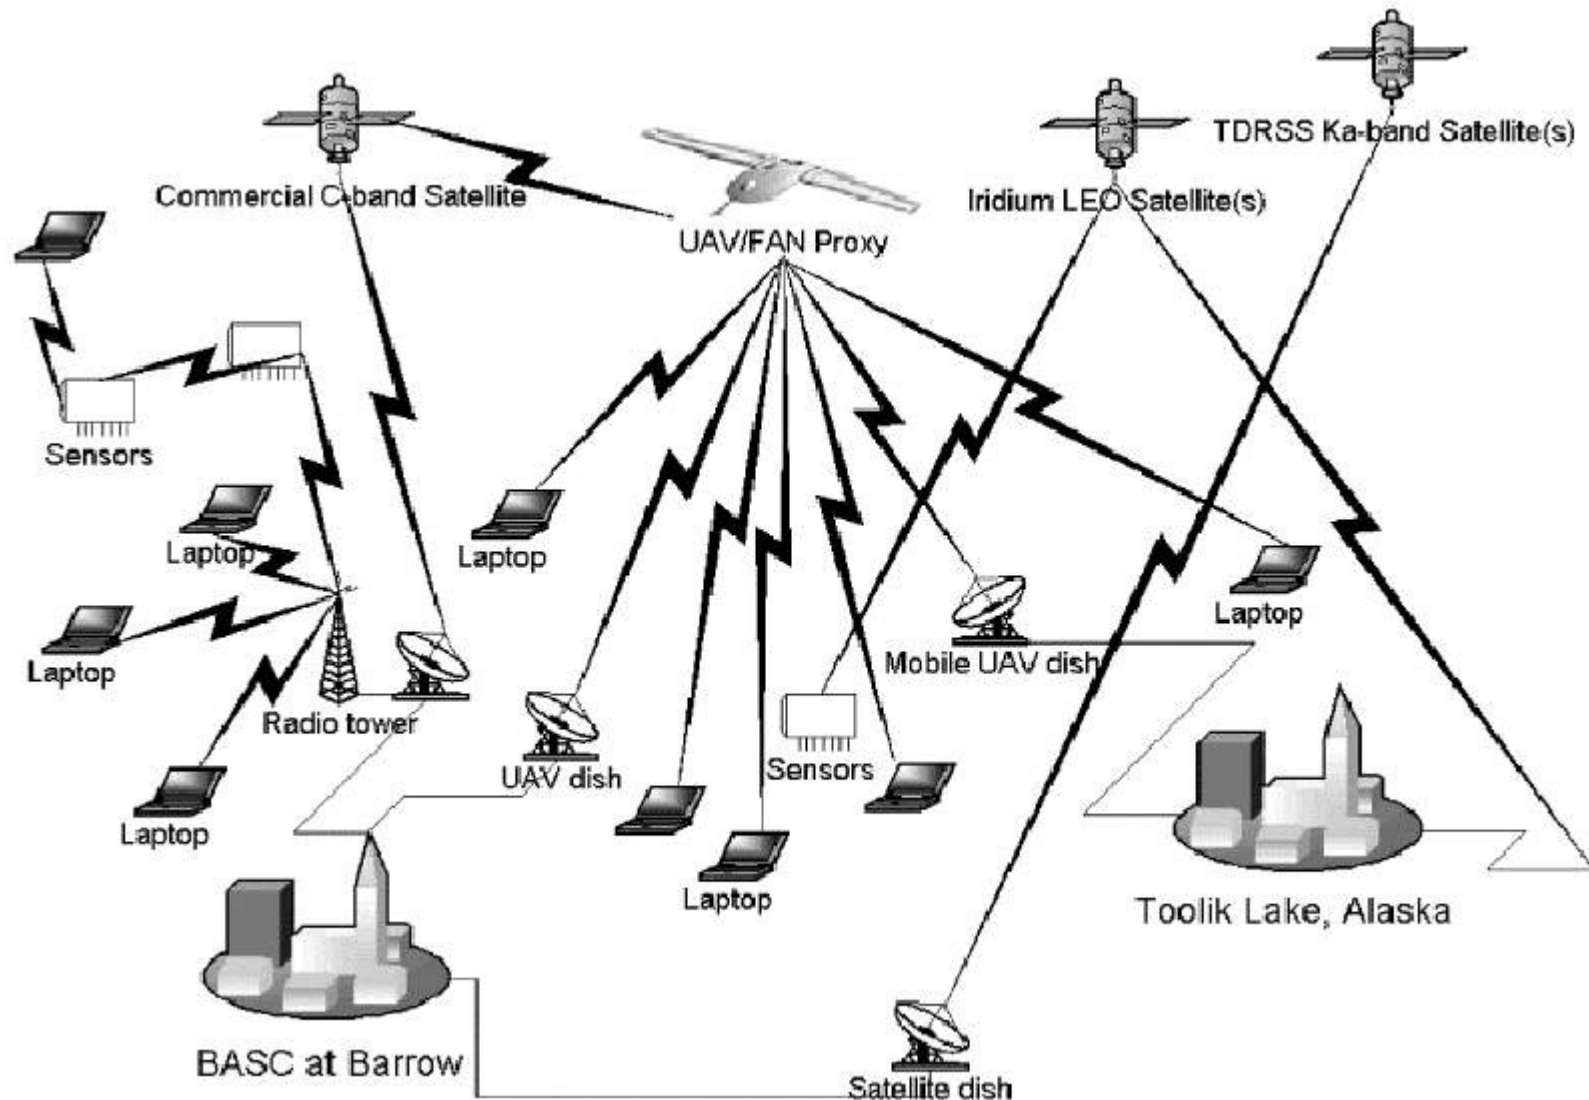 TDRSS Ka-band Satellite(s)
Commercial C-band Satellite
Iridium LEO Satellite(s)
UAV/FAN Proxy
Sensors
Laptop
Laptop
Laptop
Laptop
Mobile UAV dish
Radio tower
UAV dish
Sensors
Laptop
Laptop
Toolik Lake, Alaska
BASC at Barrow
Satellite dish